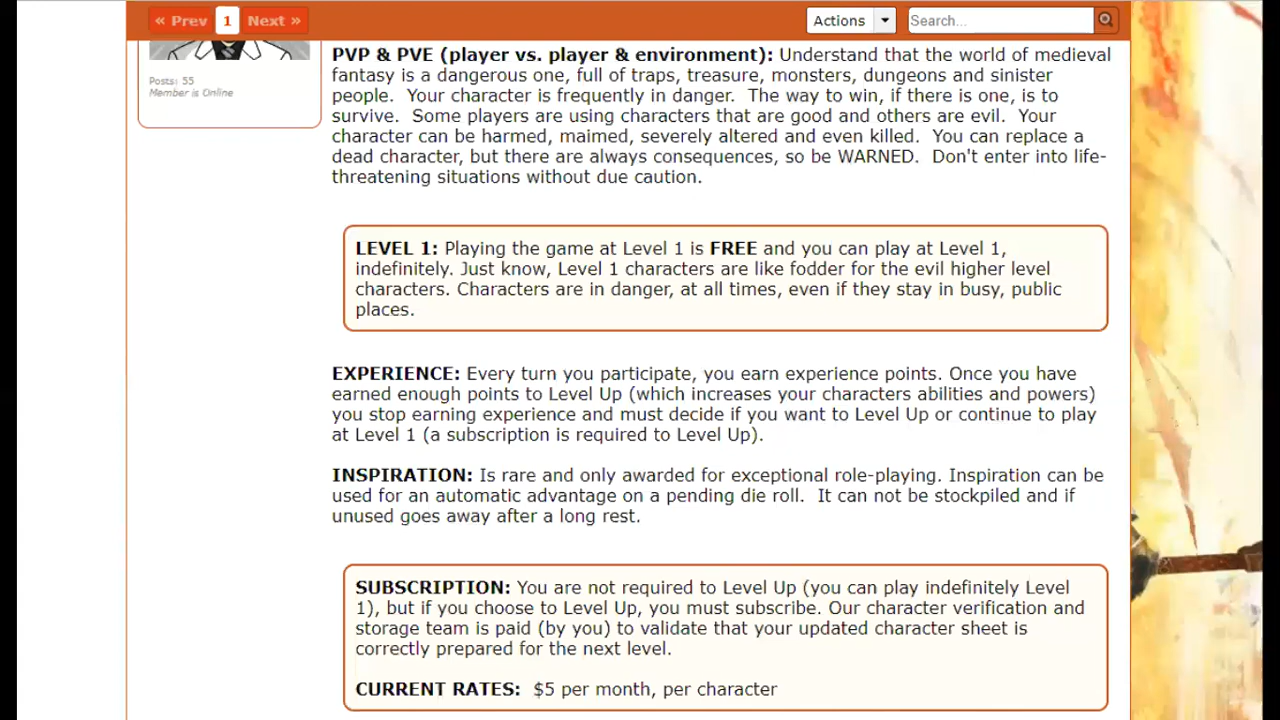 « Prev 1 Next » Actions Search...
Posts: 55
Member is Online
PVP & PVE (player vs. player & environment): Understand that the world of medieval
fantasy is a dangerous one, full of traps, treasure, monsters, dungeons and sinister
people. Your character is frequently in danger. The way to win, if there is one, is to
survive. Some players are using characters that are good and others are evil. Your
character can be harmed, maimed, severely altered and even killed. You can replace a
dead character, but there are always consequences, so be WARNED. Don't enter into life-
threatening situations without due caution.
LEVEL 1: Playing the game at Level 1 is FREE and you can play at Level 1,
indefinitely. Just know, Level 1 characters are like fodder for the evil higher level
characters. Characters are in danger, at all times, even if they stay in busy, public
places.
EXPERIENCE: Every turn you participate, you earn experience points. Once you have
earned enough points to Level Up (which increases your characters abilities and powers)
you stop earning experience and must decide if you want to Level Up or continue to play
at Level 1 (a subscription is required to Level Up).
INSPIRATION: Is rare and only awarded for exceptional role-playing. Inspiration can be
used for an automatic advantage on a pending die roll. It can not be stockpiled and if
unused goes away after a long rest.
SUBSCRIPTION: You are not required to Level Up (you can play indefinitely Level
1), but if you choose to Level Up, you must subscribe. Our character verification and
storage team is paid (by you) to validate that your updated character sheet is
correctly prepared for the next level.
CURRENT RATES: $5 per month, per character